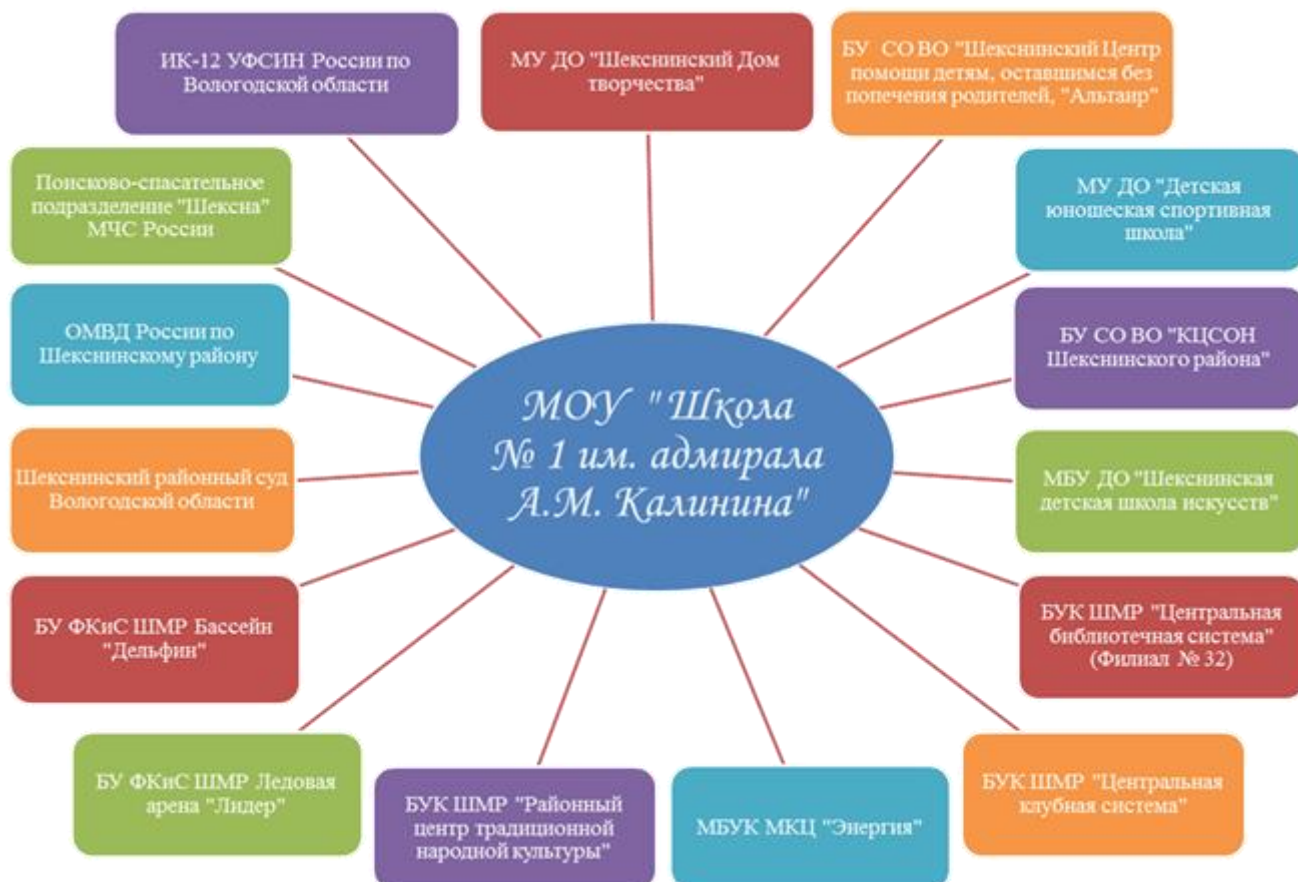 ИК-12 УФСИН России по
Вологодской области
МУ ДО "Шекснинский Дом
творчества"
БУ СО ВО "Шекснинский Центр
помощи детям, оставшимся без
попечения родителей, "Альтаир"
Поисково-спасательное
подразделение "Шексна"
МЧС России
МУ ДО "Детская
юношеская спортивная
школа"
ОМВД России по
Шекснинскому району
БУ СО ВО "КЦСОН
Шекснинского района"
МОУ "Школа
№ 1 им. адмирала
А.М. Калинина"
Шекснинский районный суд
Вологодской области
МБУ ДО "Шекснинская
детская школа искусств"
БУ ФКиС ШМР Бассейн
"Дельфин"
БУК ШМР "Центральная
библиотечная система"
(Филиал № 32)
БУ ФКиС ШМР Ледовая
арена "Лидер"
БУК ШМР "Районный
центр традиционной
народной культуры"
МБУК МКЦ "Энергия"
БУК ШМР "Центральная
клубная система"